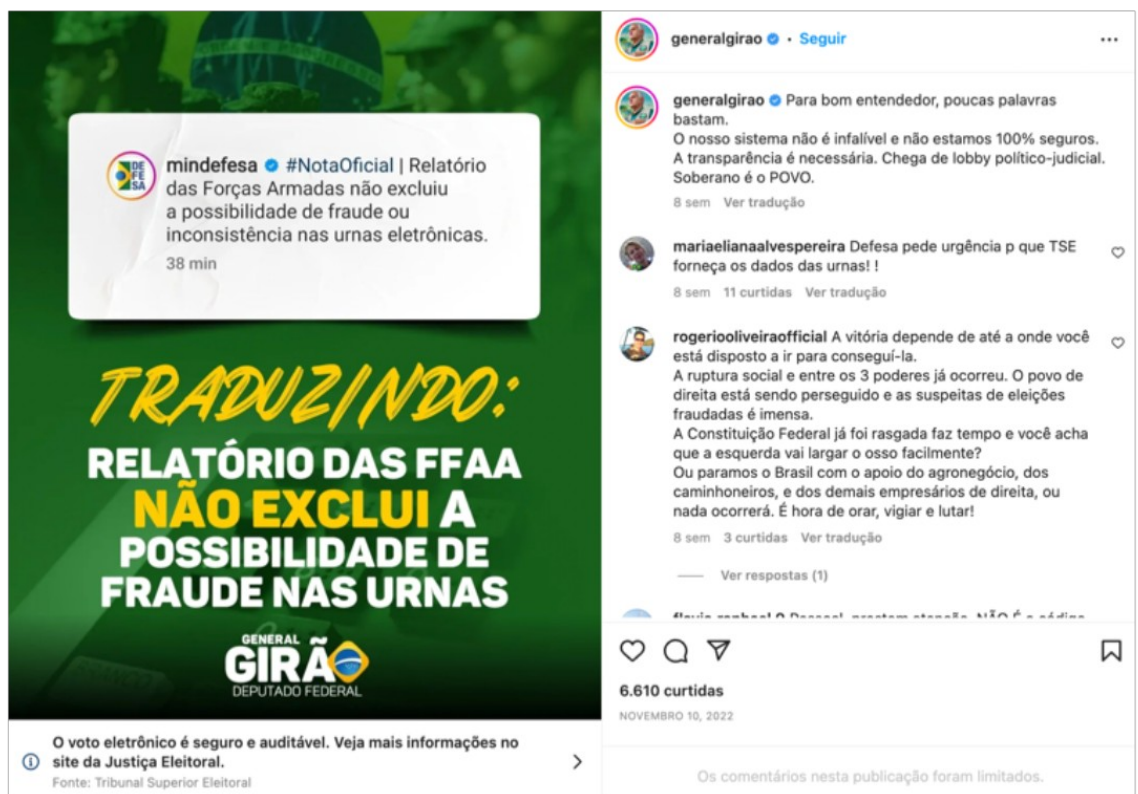 ORDEM E PROGRESSO
mindefesa #NotaOficial | Relatório
das Forças Armadas não excluiu
a possibilidade de fraude ou
inconsistência nas urnas eletrônicas.
38 min
DE
FE
SA
TRADUZINDO:
RELATÓRIO DAS FFAA
NÃO EXCLUI A
POSSIBILIDADE DE
FRAUDE NAS URNAS
GENERAL
GIRÃO
DEPUTADO FEDERAL
BRANCO
O voto eletrônico é seguro e auditável. Veja mais informações no
site da Justiça Eleitoral.
Fonte: Tribunal Superior Eleitoral
generalgirao • Seguir
generalgirao Para bom entendedor, poucas palavras
bastam.
O nosso sistema não é infalível e não estamos 100% seguros.
A transparência é necessária. Chega de lobby político-judicial.
Soberano é o POVO.
8 sem Ver tradução
mariaelianaalvespereira Defesa pede urgência p que TSE
forneça os dados das urnas! !
8 sem 11 curtidas Ver tradução
rogeriooliveiraofficial A vitória depende de até a onde você
está disposto a ir para conseguí-la.
A ruptura social e entre os 3 poderes já ocorreu. O povo de
direita está sendo perseguido e as suspeitas de eleições
fraudadas é imensa.
A Constituição Federal já foi rasgada faz tempo e você acha
que a esquerda vai largar o osso facilmente?
Ou paramos o Brasil com o apoio do agronegócio, dos
caminhoneiros, e dos demais empresários de direita, ou
nada ocorrerá. É hora de orar, vigiar e lutar!
8 sem 3 curtidas Ver tradução
Ver respostas (1)
6.610 curtidas
NOVEMBRO 10, 2022
Os comentários nesta publicação foram limitados.